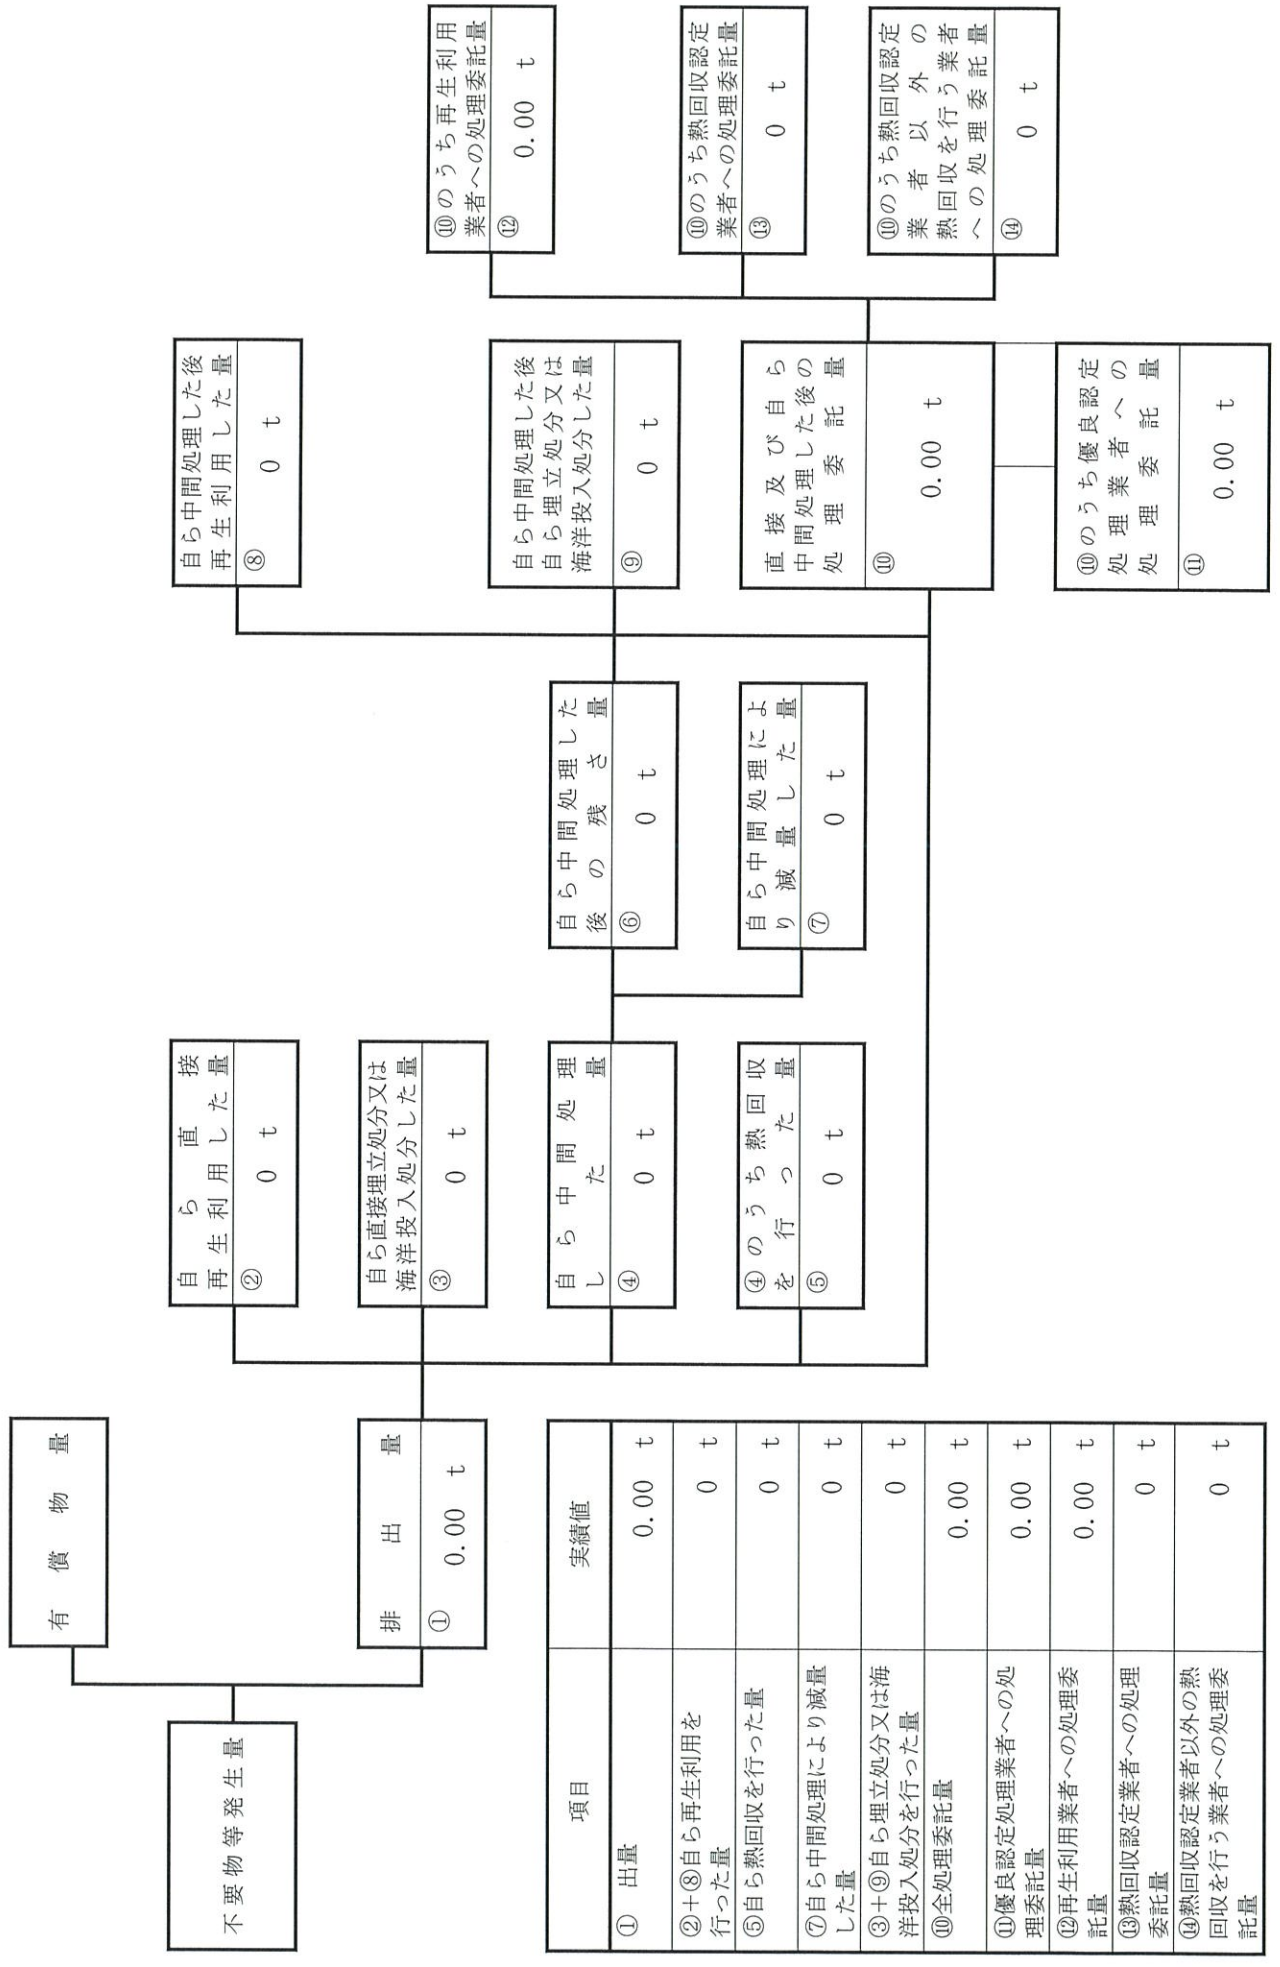 有償物量
不要物等発生量
排出量
① 0.00 t
自ら直接
再生利用した量
② 0 t
自ら直接埋立処分又は
海洋投入処分した量
③ 0 t
自ら中間処理
した量
④ 0 t
④のうち熱回収
を行った量
⑤ 0 t
自ら中間処理した
後の残さ量
⑥ 0 t
自ら中間処理によ
り減量した量
⑦ 0 t
自ら中間処理した後
再生利用した量
⑧ 0 t
自ら中間処理した後
自ら埋立処分又は
海洋投入処分した量
⑨ 0 t
直接及び自ら
中間処理した後の
処理委託量
⑩ 0.00 t
⑩のうち優良認定
処理業者への
処理委託量
⑪ 0.00 t
⑩のうち再生利用
業者への処理委託量
⑫ 0.00 t
⑩のうち熱回収認定
業者への処理委託量
⑬ 0 t
⑩のうち熱回収認定
業者以外の
熱回収を行う業者
への処理委託量
⑭ 0 t
項目 実績値
① 出量 0.00 t
②+⑧自ら再生利用を
行った量 0 t
⑤自ら熱回収を行った量 0 t
⑦自ら中間処理により減量
した量 0 t
③+⑨自ら埋立処分又は海
洋投入処分を行った量 0 t
⑩全処理委託量 0.00 t
⑪優良認定処理業者への処
理委託量 0.00 t
⑫再生利用業者への処理委
託量 0.00 t
⑬熱回収認定業者への処理
委託量 0 t
⑭熱回収認定業者以外の熱
回収を行う業者への処理委
託量 0 t